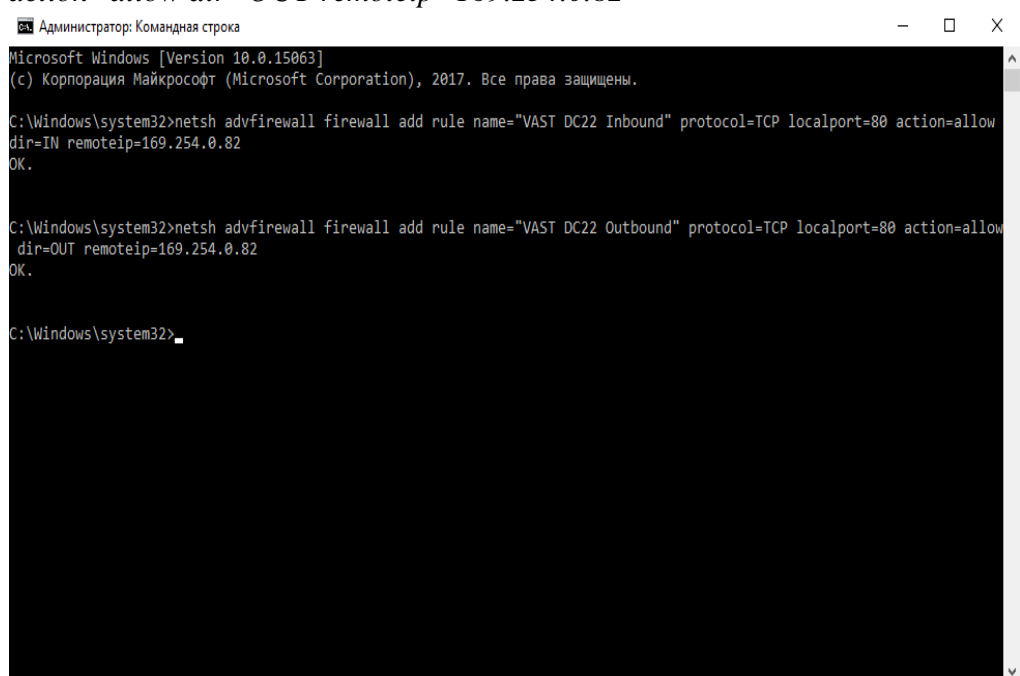 action=allow dir=OUT remoteip=169.254.0.82
Администратор: Командная строка
Microsoft Windows [Version 10.0.15063]
(c) Корпорация Майкрософт (Microsoft Corporation), 2017. Все права защищены.
C:\Windows\system32>netsh advfirewall firewall add rule name="VAST DC22 Inbound" protocol=TCP localport=80 action=allow
dir=IN remoteip=169.254.0.82
OK.
C:\Windows\system32>netsh advfirewall firewall add rule name="VAST DC22 Outbound" protocol=TCP localport=80 action=allow
dir=OUT remoteip=169.254.0.82
OK.
C:\Windows\system32>